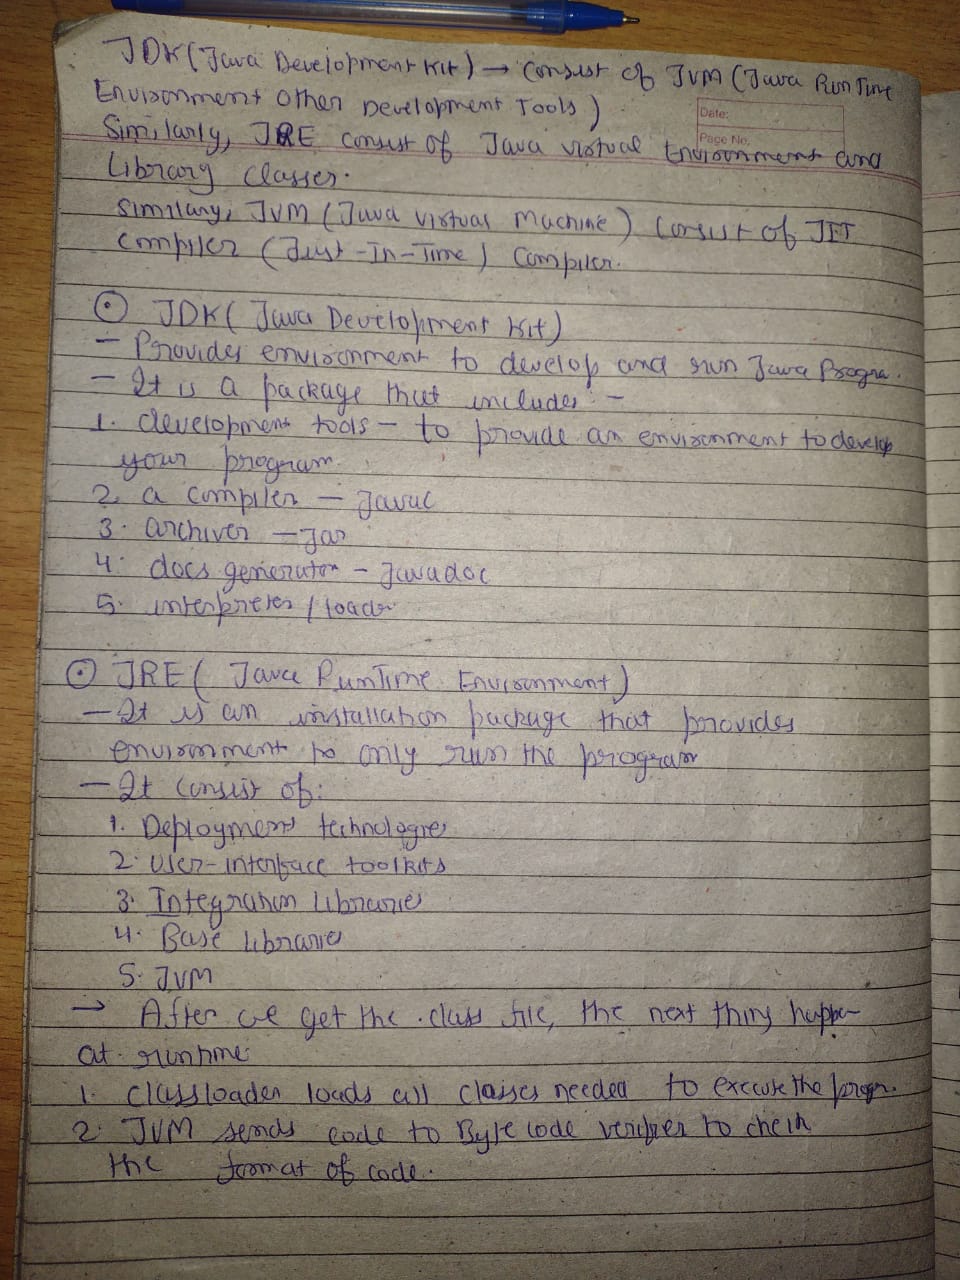 JDK (Java Development Kit) → Consist of JVM (Java RunTime
Environment Other Development Tools)
Date:
Page No.
Similarly, JRE consist of Java virtual Environment and
Library Classes.
Similary, JVM (Java Virtual Machine) Consist of JIT
Compiler (Just-In-Time) Compiler.
⊙ JDK ( Java Development Kit)
- Provides environment to develop and run Java Progra.
- It is a package that includes :-
1. development tools - to provide an environment to develop
your program.
2. a compiler - Javac
3. archiver - Jar
4. docs generator - Javadoc
5. interpreter / loader
⊙ JRE ( Java RunTime Environment)
- It is an installation package that provides
environment to only run the program
- It Consist of:
1. Deployment technologies
2. User-interface toolkits
3. Integration Libraries
4. Base libraries
5. JVM
→ After we get the .class file, the next thing happen
at runtime:
1. Classloader loads all classes needed to execute the progr.
2. JVM sends code to Byte code verifier to check
the format of code.